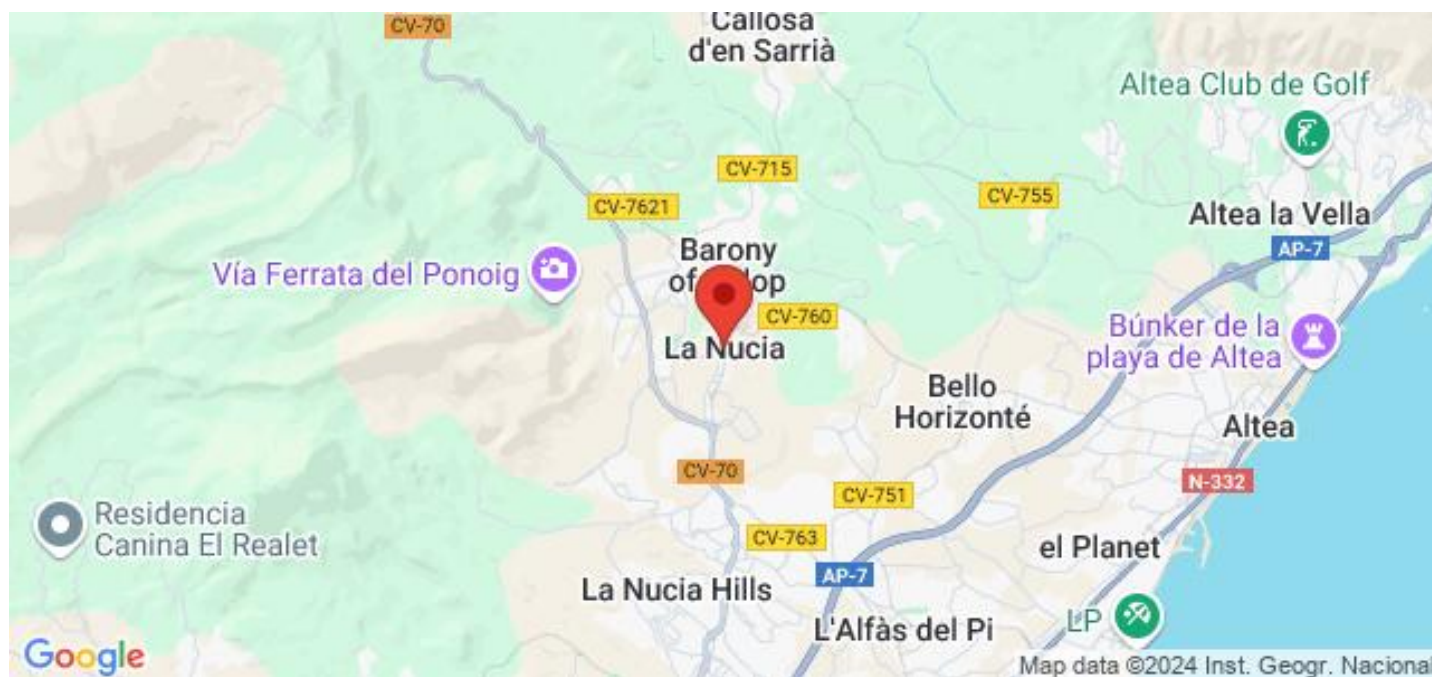 CV-70
Callosa
d'en Sarrià
Altea Club de Golf
CV-715
CV-755
CV-7621
Altea la Vella
AP-7
Barony
Vía Ferrata del Ponoig
CV-760
La Nucia
Búnker de la
playa de Altea
Bello
Horizonté
Altea
CV-70
N-332
CV-751
Residencia
Canina El Realet
CV-763
el Planet
AP-7
La Nucia Hills
L'Alfàs del Pi
LP
Google
Map data ©2024 Inst. Geogr. Nacional